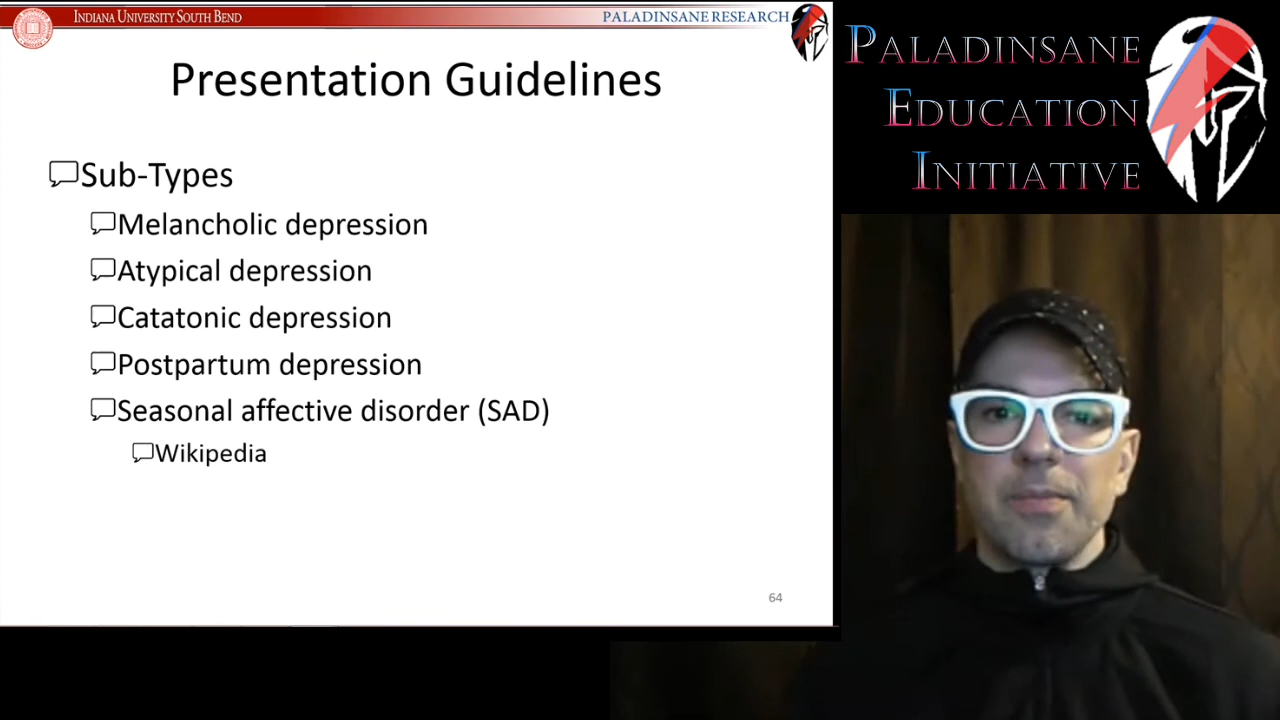 INDIANA UNIVERSITY SOUTH BEND
PALADINSANE RESEARCH
Presentation Guidelines
Sub-Types
Melancholic depression
Atypical depression
Catatonic depression
Postpartum depression
Seasonal affective disorder (SAD)
Wikipedia
64
PALADINSANE
EDUCATION
INITIATIVE